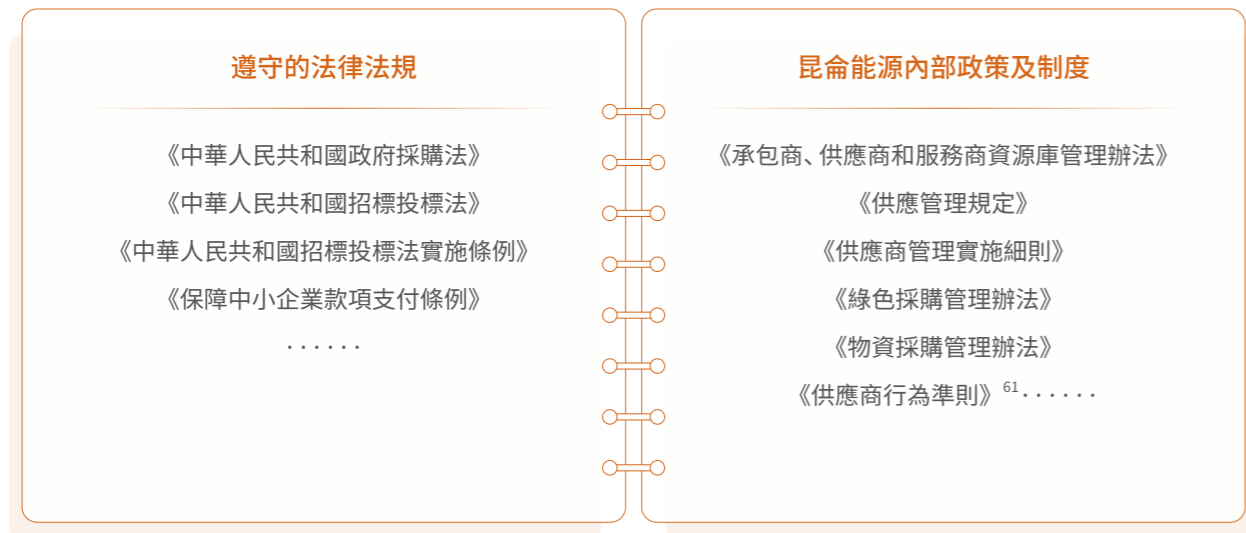 遵守的法律法規
《中華人民共和國政府採購法》
《中華人民共和國招標投標法》
《中華人民共和國招標投標法實施條例》
《保障中小企業款項支付條例》
······
昆侖能源內部政策及制度
《承包商、供應商和服務商資源庫管理辦法》
《供應管理規定》
《供應商管理實施細則》
《綠色採購管理辦法》
《物資採購管理辦法》
《供應商行為準則》61······